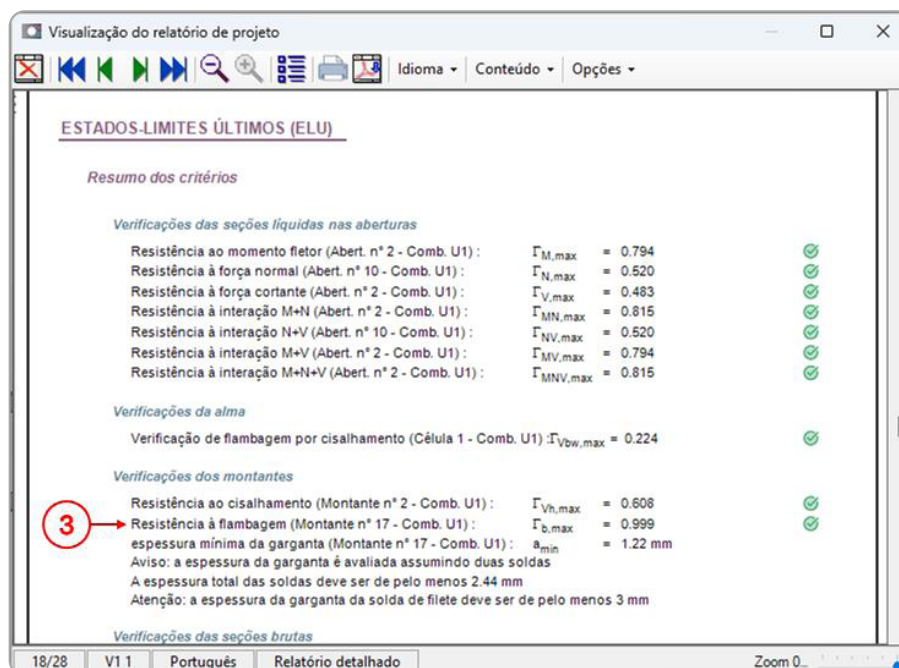 Visualização do relatório de projeto
Idioma Conteúdo Opções
ESTADOS-LIMITES ÚLTIMOS (ELU)
Resumo dos critérios
Verificações das seções líquidas nas aberturas
Resistência ao momento fletor (Abert. n° 2 - Comb. U1) : ΓM,max = 0.794
Resistência à força normal (Abert. n° 10 - Comb. U1) : ΓN,max = 0.520
Resistência à força cortante (Abert. n° 2 - Comb. U1) : ΓV,max = 0.483
Resistência à interação M+N (Abert. n° 2 - Comb. U1) : ΓMN,max = 0.815
Resistência à interação N+V (Abert. n° 10 - Comb. U1) : ΓNV,max = 0.520
Resistência à interação M+V (Abert. n° 2 - Comb. U1) : ΓMV,max = 0.794
Resistência à interação M+N+V (Abert. n° 2 - Comb. U1) : ΓMNV,max = 0.815
Verificações da alma
Verificação de flambagem por cisalhamento (Célula 1 - Comb. U1) :ΓVbw,max = 0.224
Verificações dos montantes
Resistência ao cisalhamento (Montante n° 2 - Comb. U1) : ΓVh,max = 0.608
3 Resistência à flambagem (Montante n° 17 - Comb. U1) : Γb,max = 0.999
espessura mínima da garganta (Montante n° 17 - Comb. U1) : amin = 1.22 mm
Aviso: a espessura da garganta é avaliada assumindo duas soldas
A espessura total das soldas deve ser de pelo menos 2.44 mm
Atenção: a espessura da garganta da solda de filete deve ser de pelo menos 3 mm
Verificações das seções brutas
18/28 V1 1 Português Relatório detalhado Zoom 0...